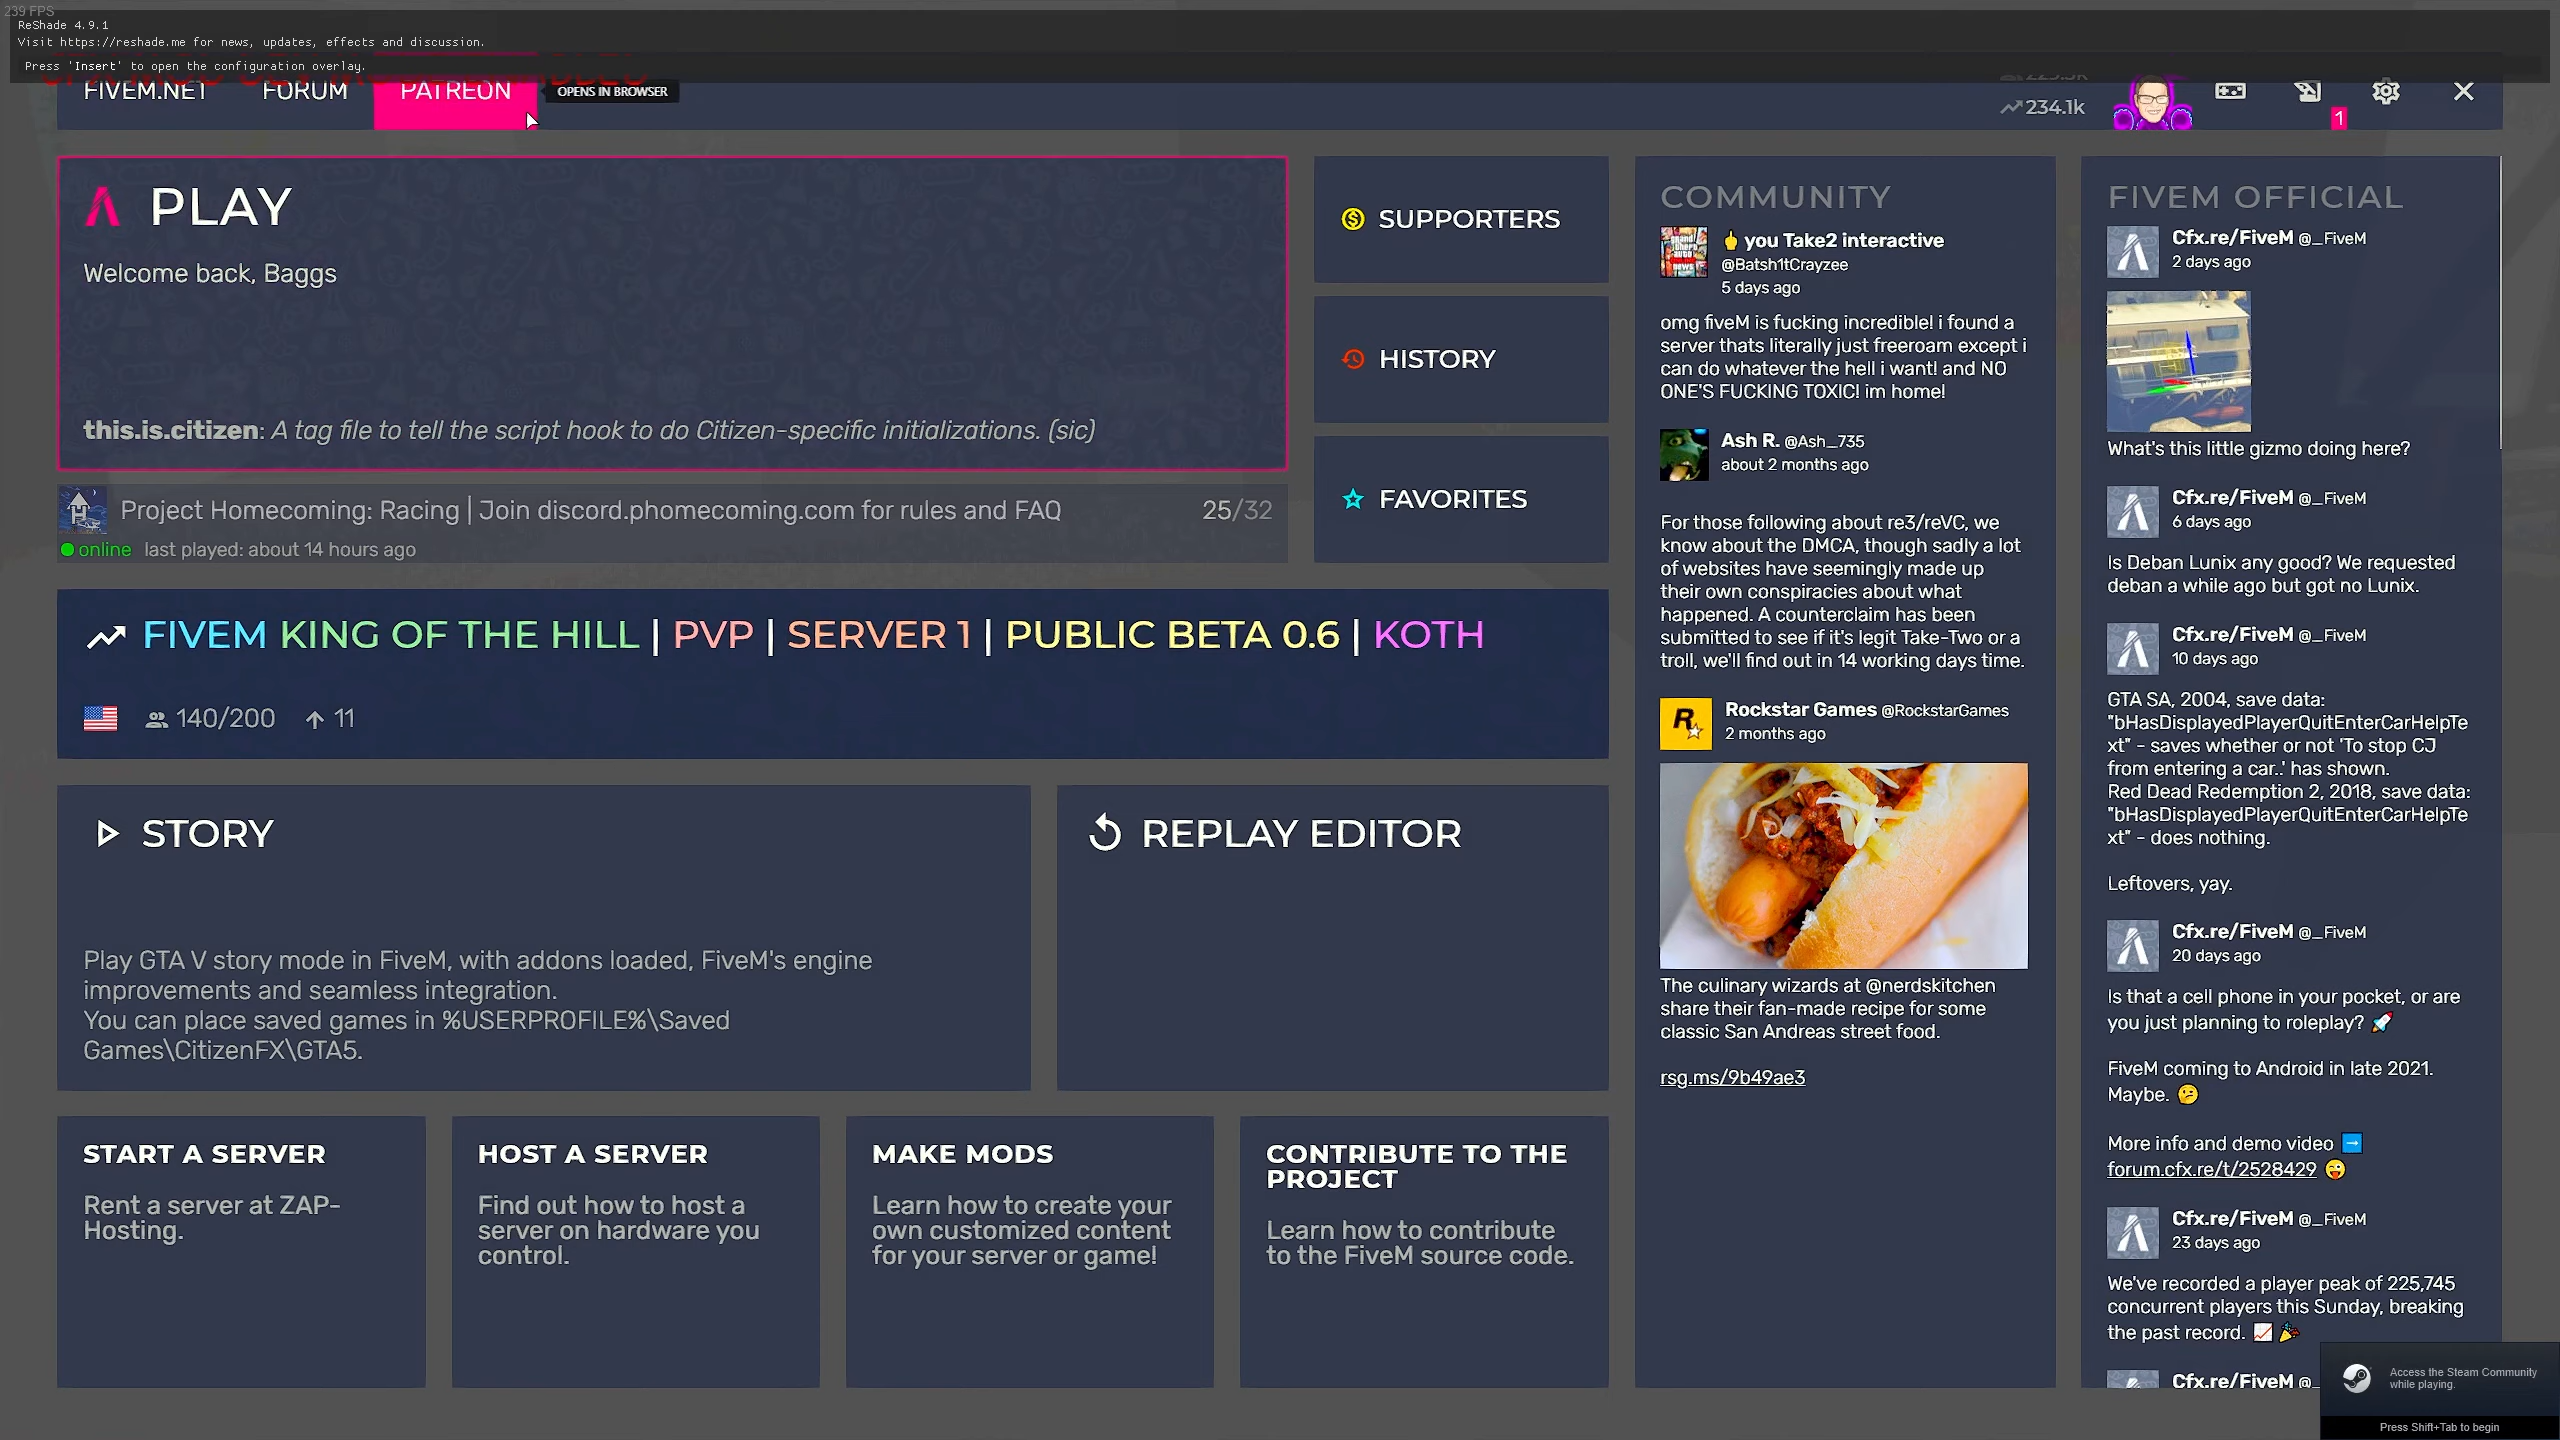 239 FPS
ReShade 4.9.1
Visit https://reshade.me for news, updates, effects and discussion.
Press 'Insert' to open the configuration overlay.
FIVEM.NET
FORUM
PATREON
OPENS IN BROWSER
234.1k
1
PLAY
Welcome back, Baggs
this.is.citizen: A tag file to tell the script hook to do Citizen-specific initializations. (sic)
Project Homecoming: Racing | Join discord.phomecoming.com for rules and FAQ
25/32
online last played: about 14 hours ago
SUPPORTERS
HISTORY
FAVORITES
FIVEM KING OF THE HILL | PVP | SERVER 1 | PUBLIC BETA 0.6 | KOTH
140/200
11
STORY
Play GTA V story mode in FiveM, with addons loaded, FiveM's engine
improvements and seamless integration.
You can place saved games in %USERPROFILE%\Saved
Games\CitizenFX\GTA5.
REPLAY EDITOR
START A SERVER
Rent a server at ZAP-
Hosting.
HOST A SERVER
Find out how to host a
server on hardware you
control.
MAKE MODS
Learn how to create your
own customized content
for your server or game!
CONTRIBUTE TO THE
PROJECT
Learn how to contribute
to the FiveM source code.
COMMUNITY
🖕 you Take2 interactive
@Batsh1tCrayzee
5 days ago
omg fiveM is fucking incredible! i found a
server thats literally just freeroam except i
can do whatever the hell i want! and NO
ONE'S FUCKING TOXIC! im home!
Ash R. @Ash_735
about 2 months ago
For those following about re3/reVC, we
know about the DMCA, though sadly a lot
of websites have seemingly made up
their own conspiracies about what
happened. A counterclaim has been
submitted to see if it's legit Take-Two or a
troll, we'll find out in 14 working days time.
Rockstar Games @RockstarGames
2 months ago
The culinary wizards at @nerdskitchen
share their fan-made recipe for some
classic San Andreas street food.
rsg.ms/9b49ae3
FIVEM OFFICIAL
Cfx.re/FiveM @_FiveM
2 days ago
What's this little gizmo doing here?
Cfx.re/FiveM @_FiveM
6 days ago
Is Deban Lunix any good? We requested
deban a while ago but got no Lunix.
Cfx.re/FiveM @_FiveM
10 days ago
GTA SA, 2004, save data:
"bHasDisplayedPlayerQuitEnterCarHelpTe
xt" - saves whether or not 'To stop CJ
from entering a car..' has shown.
Red Dead Redemption 2, 2018, save data:
"bHasDisplayedPlayerQuitEnterCarHelpTe
xt" - does nothing.
Leftovers, yay.
Cfx.re/FiveM @_FiveM
20 days ago
Is that a cell phone in your pocket, or are
you just planning to roleplay? 🚀
FiveM coming to Android in late 2021.
Maybe. 🤔
More info and demo video ➡️
forum.cfx.re/t/2528429 😜
Cfx.re/FiveM @_FiveM
23 days ago
We've recorded a player peak of 225,745
concurrent players this Sunday, breaking
the past record. 📈 🎉
Cfx.re/FiveM @_
Access the Steam Community
while playing.
Press Shift+Tab to begin